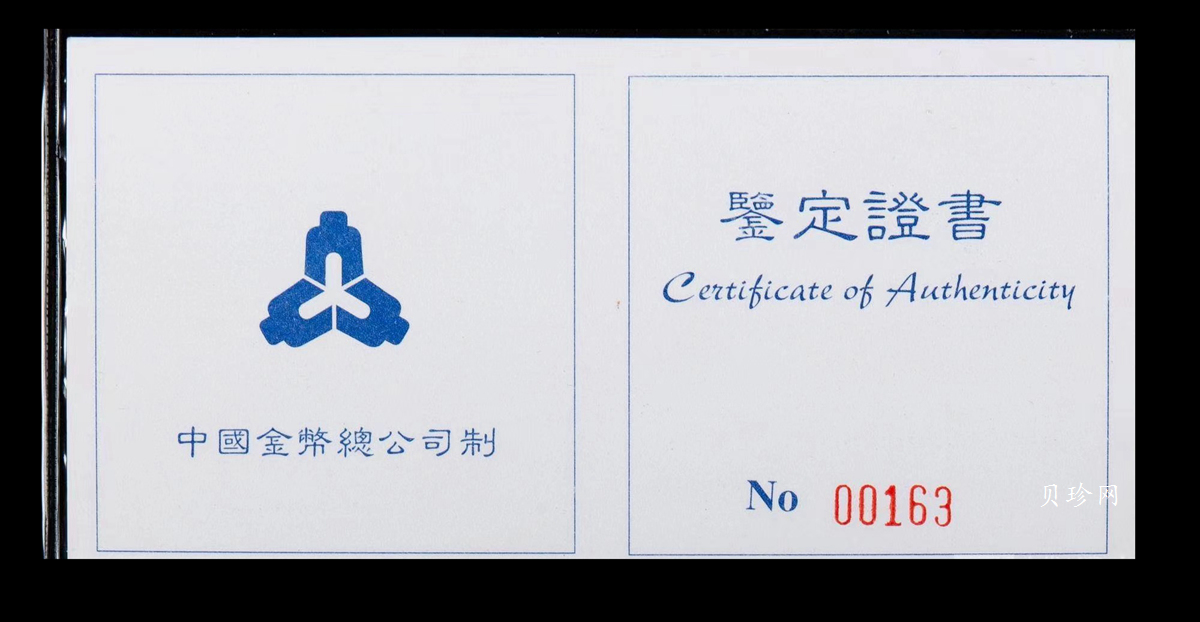 中國金幣總公司制
鑒定證書
Certificate of Authenticity
No 00163
贝珍网